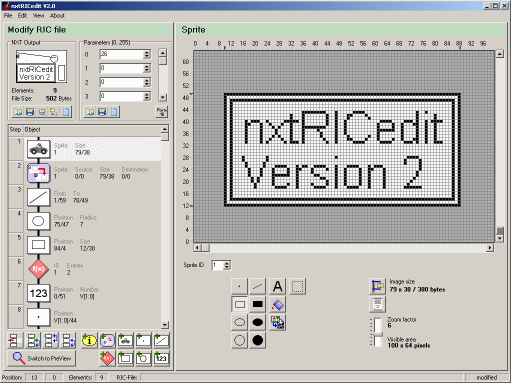 nxtRICedit V2.0
File Edit View About
Modify RIC file
NXT Output
nxtRICedit
Version 2
Elements: 9
File Size: 502 Bytes
Parameters (0..255)
0 26
1 0
2 0
3 0
Step Object
1 Sprite Size
1 79/38
2 Sprite Source Size Destination
0/0 79/38 0/0
3 From To
1/59 78/49
4 Position Radius
75/47 7
5 Position Size
84/4 12/30
6 f(x) ID Entries
1 2
7 123 Position Number
0/51 V[1:0]
8 Position
V[1:0]/44
Switch to PreView
f(x) 123
Sprite
0 4 8 12 16 20 24 28 32 36 40 44 48 52 56 60 64 68 72 76 80 84 88 92 96
60
56
52
48
44
40
36
32
28
24
20
16
12
8
4
0
nxtRICedit
Version 2
Sprite ID 1
A
Image size
79 x 38 / 380 bytes
Zoom factor
6
Visible area
100 x 64 pixels
Position: 13 0 Elements: 9 RIC-File: modified